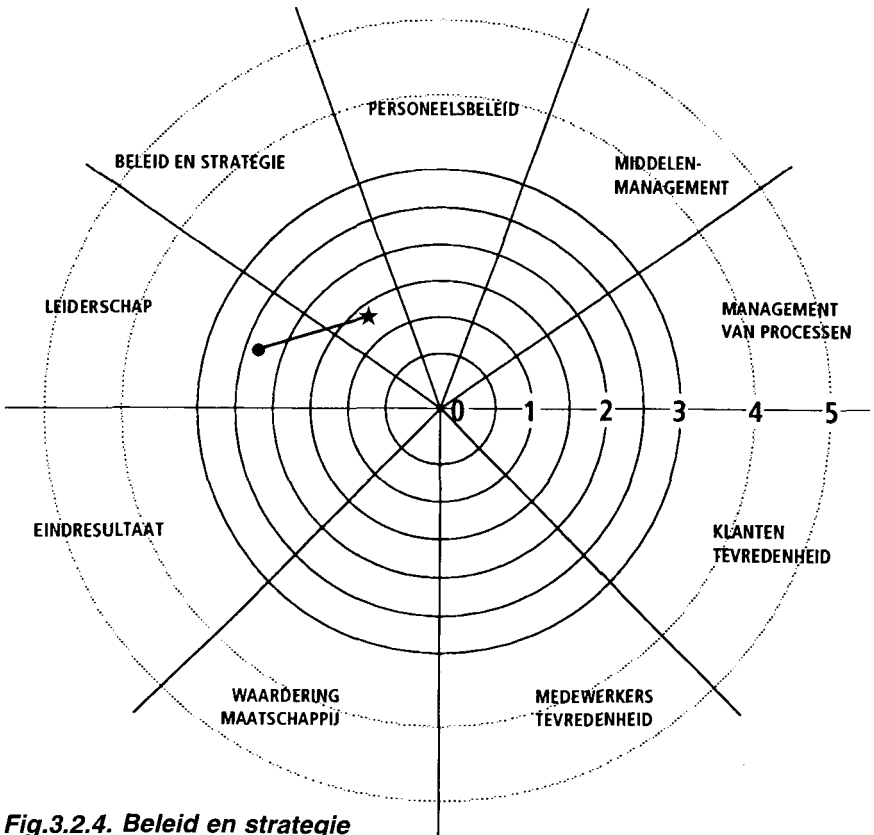 PERSONEELSBELEID
BELEID EN STRATEGIE
MIDDELEN-
MANAGEMENT
LEIDERSCHAP
MANAGEMENT
VAN PROCESSEN
0 1 2 3 4 5
EINDRESULTAAT
KLANTEN
TEVREDENHEID
WAARDERING
MAATSCHAPPIJ
MEDEWERKERS
TEVREDENHEID
Fig.3.2.4. Beleid en strategie